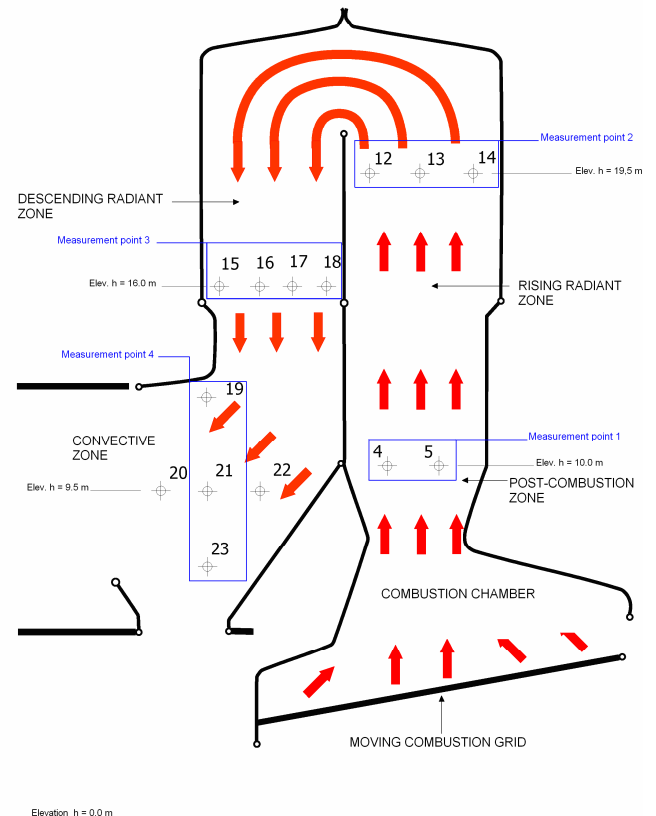 Measurement point 2
12
13
14
Elev. h = 19,5 m
DESCENDING RADIANT
ZONE
Measurement point 3
15
16
17
18
Elev. h = 16.0 m
RISING RADIANT
ZONE
Measurement point 4
19
CONVECTIVE
ZONE
Measurement point 1
4
5
Elev. h = 10.0 m
20
21
22
Elev. h = 9.5 m
POST-COMBUSTION
ZONE
23
COMBUSTION CHAMBER
MOVING COMBUSTION GRID
Elevation h = 0.0 m